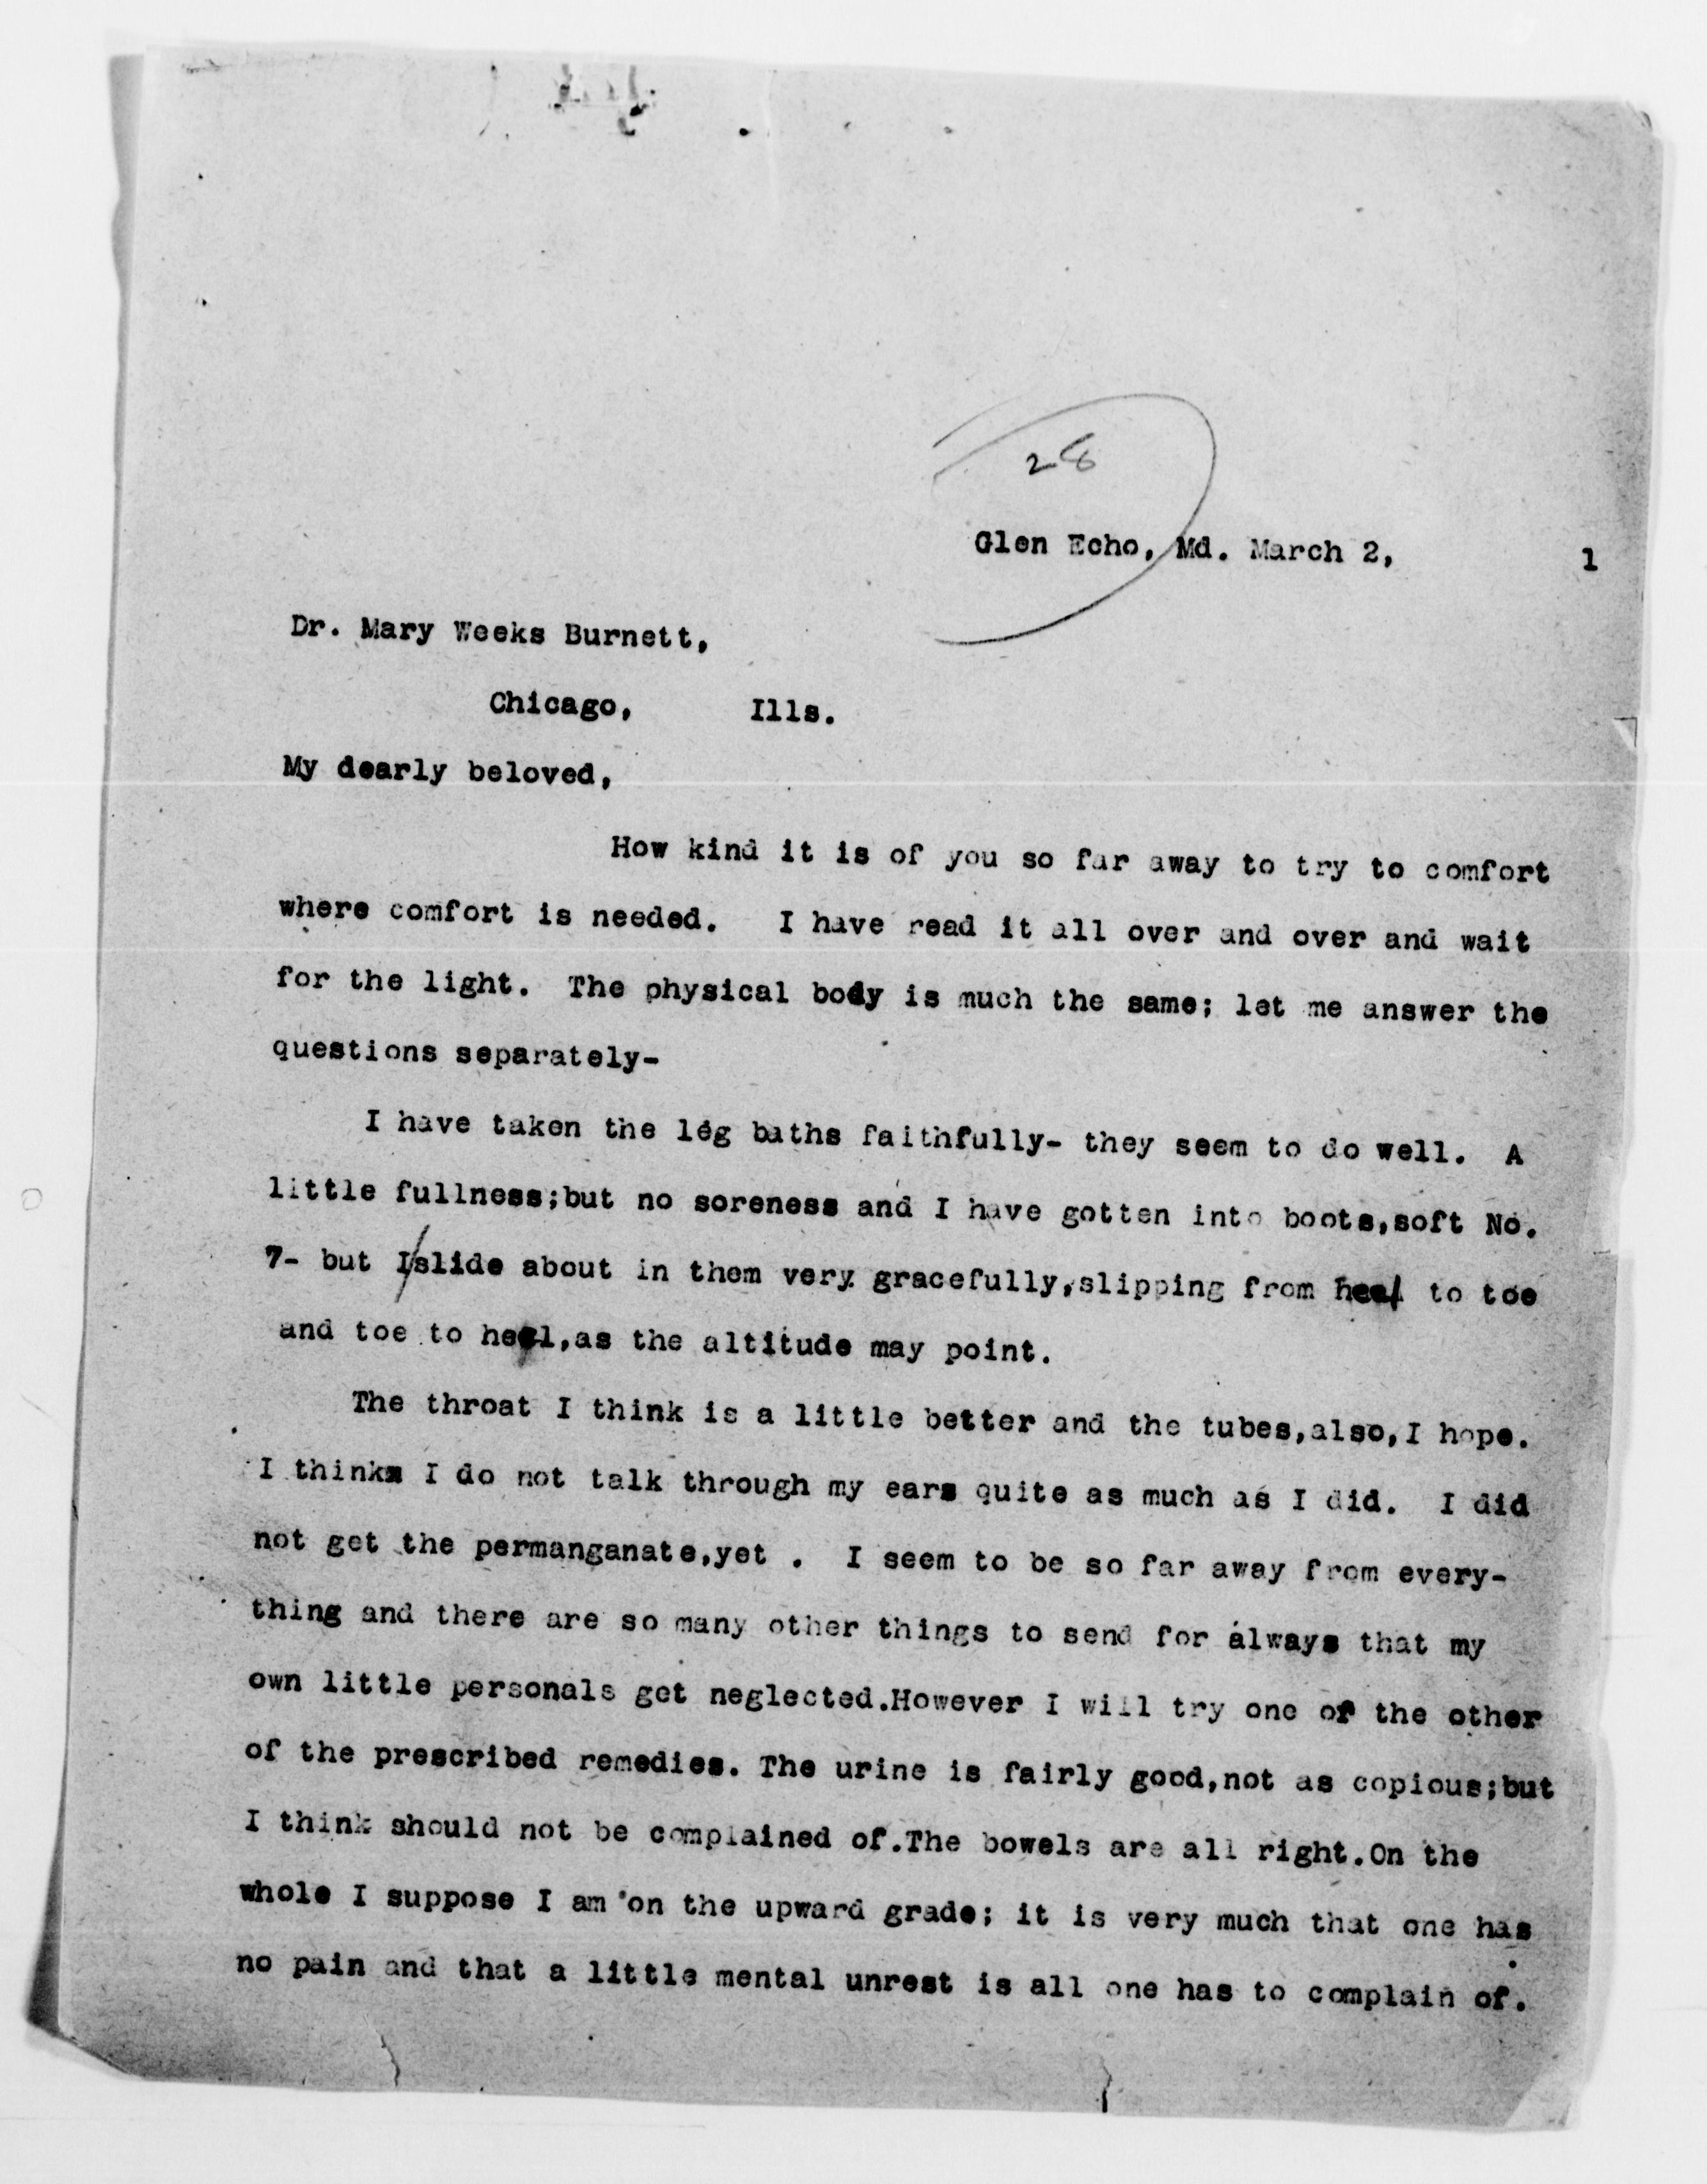 28
Glen Echo, Md. March 2, 1
Dr. Mary Weeks Burnett,
Chicago, Ills.
My dearly beloved,
How kind it is of you so far away to try to comfort
where comfort is needed. I have read it all over and over and wait
for the light. The physical body is much the same; let me answer the
questions separately-
I have taken the leg baths faithfully- they seem to do well. A
little fullness;but no soreness and I have gotten into boots,soft No.
7- but I/slide about in them very gracefully,slipping from heel to toe
and toe to heel,as the altitude may point.
The throat I think is a little better and the tubes,also,I hope.
I thinks I do not talk through my ears quite as much as I did. I did
not get the permanganate,yet . I seem to be so far away from every-
thing and there are so many other things to send for always that my
own little personals get neglected.However I will try one of the other
of the prescribed remedies. The urine is fairly good,not as copious;but
I think should not be complained of.The bowels are all right.On the
whole I suppose I am on the upward grade; it is very much that one has
no pain and that a little mental unrest is all one has to complain of.